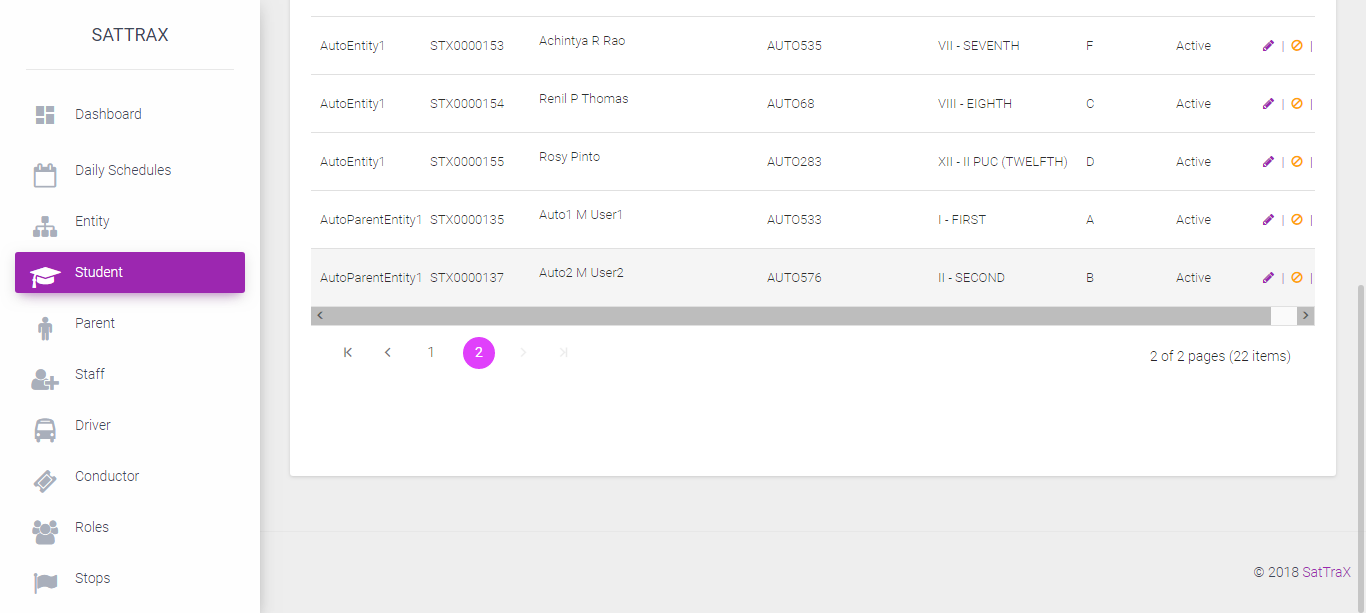 SATTRAX
Dashboard
Daily Schedules
Entity
Student
Parent
Staff
Driver
Conductor
Roles
Stops
AutoEntity1 STX0000153 Achintya R Rao AUTO535 VII - SEVENTH F Active | |
AutoEntity1 STX0000154 Renil P Thomas AUTO68 VIII - EIGHTH C Active | |
AutoEntity1 STX0000155 Rosy Pinto AUTO283 XII - II PUC (TWELFTH) D Active | |
AutoParentEntity1 STX0000135 Auto1 M User1 AUTO533 I - FIRST A Active | |
AutoParentEntity1 STX0000137 Auto2 M User2 AUTO576 II - SECOND B Active | |
1 2
2 of 2 pages (22 items)
© 2018 SatTraX